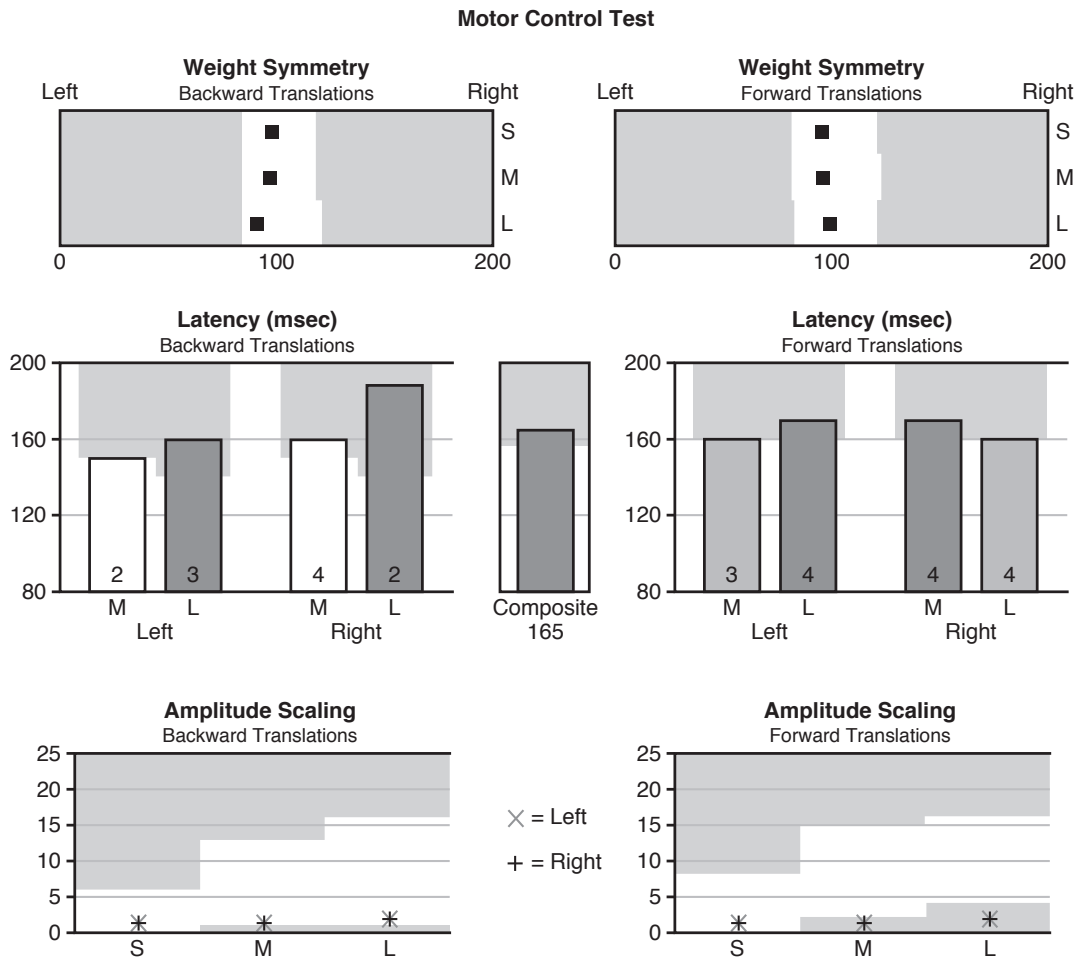 Motor Control Test
Weight Symmetry
Backward Translations
Left Right
S
M
L
0 100 200
Weight Symmetry
Forward Translations
Left Right
S
M
L
0 100 200
Latency (msec)
Backward Translations
200
160
120
80
2 3 4 2
M L M L
Left Right
Composite
165
Latency (msec)
Forward Translations
200
160
120
80
3 4 4 4
M L M L
Left Right
Amplitude Scaling
Backward Translations
25
20
15
10
5
0
S M L
= Left
= Right
Amplitude Scaling
Forward Translations
25
20
15
10
5
0
S M L